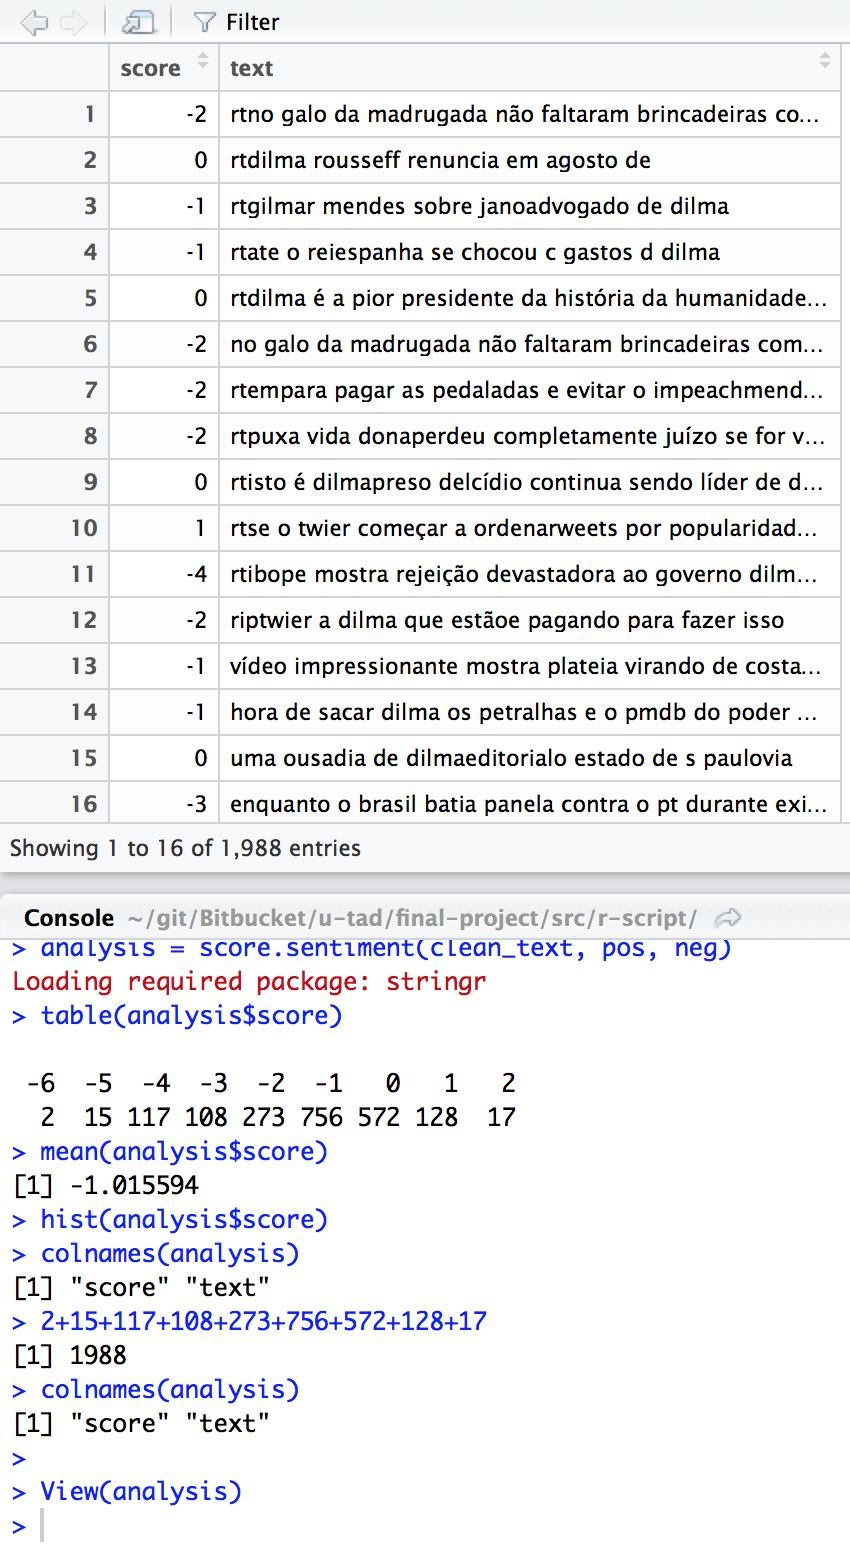 Filter
score text
1 -2 rtno galo da madrugada não faltaram brincadeiras co...
2 0 rtdilma rousseff renuncia em agosto de
3 -1 rtgilmar mendes sobre janoadvogado de dilma
4 -1 rtate o reiespanha se chocou c gastos d dilma
5 0 rtdilma é a pior presidente da história da humanidade...
6 -2 no galo da madrugada não faltaram brincadeiras com...
7 -2 rtempara pagar as pedaladas e evitar o impeachmend...
8 -2 rtpuxa vida donaperdeu completamente juízo se for v...
9 0 rtisto é dilmapreso delcídio continua sendo líder de d...
10 1 rtse o twier começar a ordenarweets por popularidad...
11 -4 rtibope mostra rejeição devastadora ao governo dilm...
12 -2 riptwier a dilma que estãoe pagando para fazer isso
13 -1 vídeo impressionante mostra plateia virando de costa...
14 -1 hora de sacar dilma os petralhas e o pmdb do poder ...
15 0 uma ousadia de dilmaeditorialo estado de s paulovia
16 -3 enquanto o brasil batia panela contra o pt durante exi...
Showing 1 to 16 of 1,988 entries
Console ~/git/Bitbucket/u-tad/final-project/src/r-script/
> analysis = score.sentiment(clean_text, pos, neg)
Loading required package: stringr
> table(analysis$score)
-6 -5 -4 -3 -2 -1 0 1 2
2 15 117 108 273 756 572 128 17
> mean(analysis$score)
[1] -1.015594
> hist(analysis$score)
> colnames(analysis)
[1] "score" "text"
> 2+15+117+108+273+756+572+128+17
[1] 1988
> colnames(analysis)
[1] "score" "text"
>
> View(analysis)
>